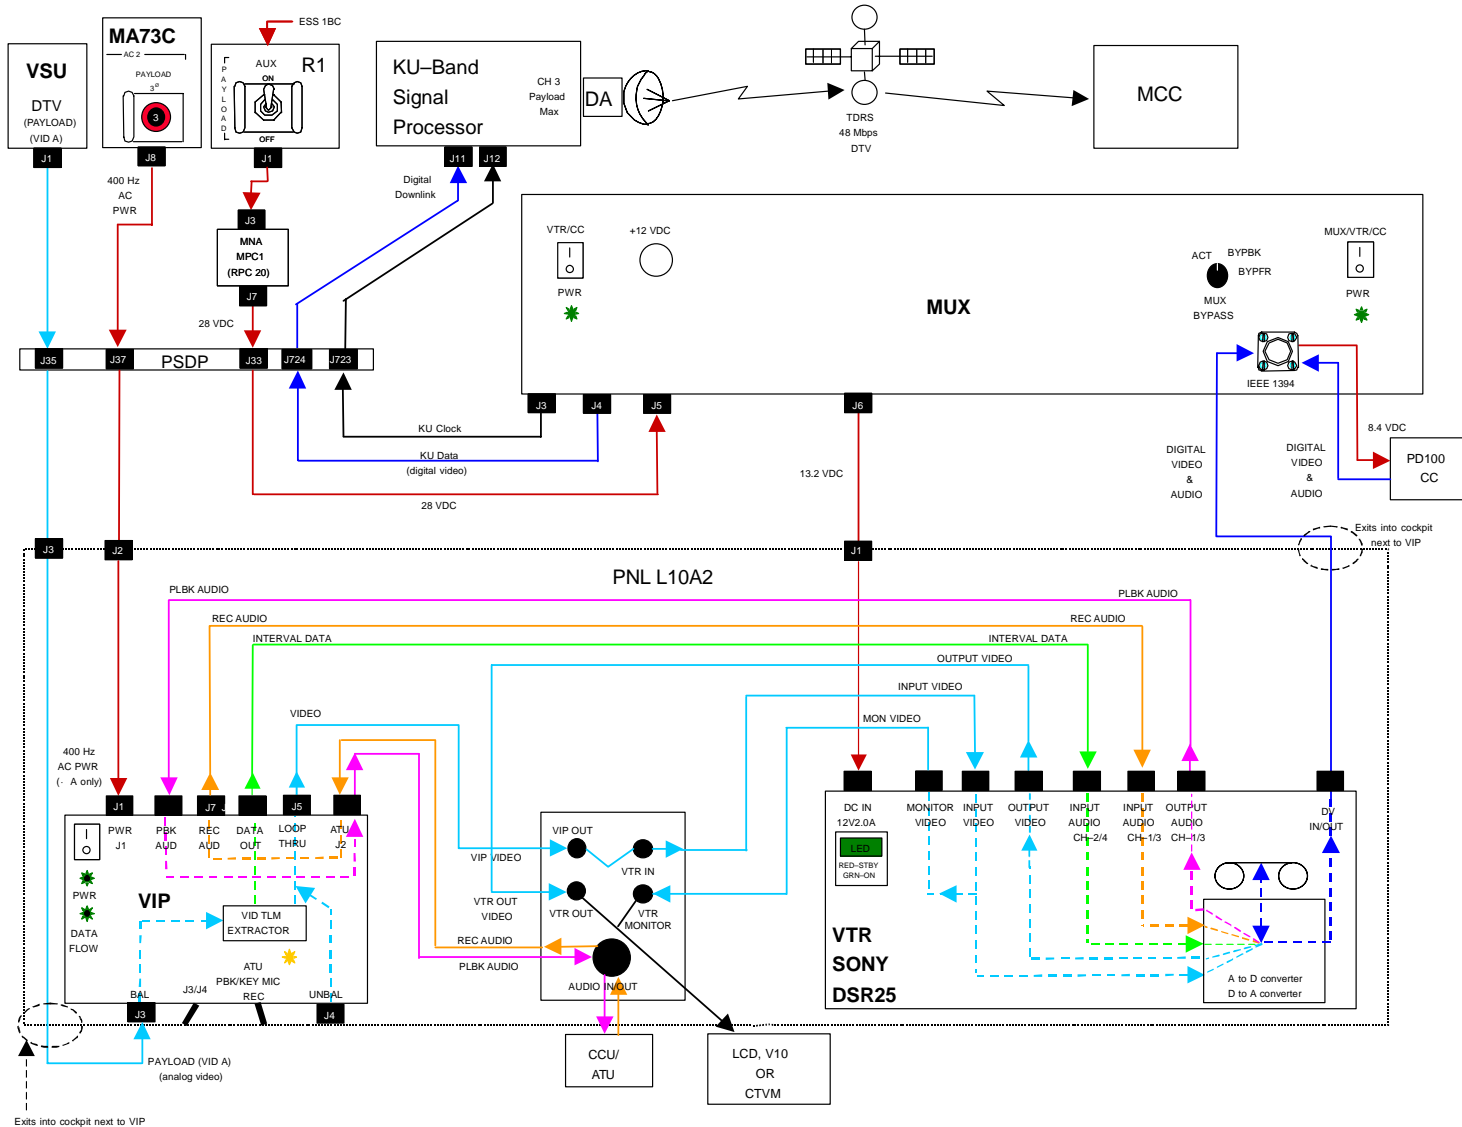 ESS 1BC
VSU
DTV
(PAYLOAD)
(VID A)
J1
MA73C
AC 2
PAYLOAD
3ø
3
J8
R1
PAYLOAD
AUX
ON
OFF
J1
KU–Band
Signal
Processor
CH 3
Payload
Max
DA
J11
J12
TDRS
48 Mbps
DTV
MCC
400 Hz
AC
PWR
J3
MNA
MPC1
(RPC 20)
J7
28 VDC
Digital
Downlink
J35
J37
PSDP
J33
J724
J723
VTR/CC
PWR
+12 VDC
MUX
ACT
BYPBK
BYPFR
MUX
BYPASS
MUX/VTR/CC
PWR
IEEE 1394
J3
J4
J5
J6
KU Clock
KU Data
(digital video)
28 VDC
13.2 VDC
DIGITAL
VIDEO
&
AUDIO
DIGITAL
VIDEO
&
AUDIO
8.4 VDC
PD100
CC
Exits into cockpit
next to VIP
J3
J2
J1
PNL L10A2
PLBK AUDIO
PLBK AUDIO
REC AUDIO
REC AUDIO
INTERVAL DATA
INTERVAL DATA
OUTPUT VIDEO
INPUT VIDEO
MON VIDEO
VIDEO
400 Hz
AC PWR
A only)
J1
J7
J5
PWR
J1
PBK
AUD
REC
AUD
DATA
OUT
LOOP
THRU
ATU
J2
PWR
DATA
FLOW
VIP
VID TLM
EXTRACTOR
ATU
PBK/KEY MIC
REC
BAL
J3/J4
UNBAL
J3
J4
PAYLOAD (VID A)
(analog video)
Exits into cockpit next to VIP
VIP VIDEO
VTR OUT
VIDEO
REC AUDIO
PLBK AUDIO
VIP OUT
VTR IN
VTR OUT
VTR
MONITOR
AUDIO IN/OUT
CCU/
ATU
LCD, V10
OR
CTVM
DC IN
12V2.0A
LED
RED–STBY
GRN–ON
MONITOR
VIDEO
INPUT
VIDEO
OUTPUT
VIDEO
INPUT
AUDIO
CH–2/4
INPUT
AUDIO
CH–1/3
OUTPUT
AUDIO
CH–1/3
DV
IN/OUT
VTR
SONY
DSR25
A to D converter
D to A converter